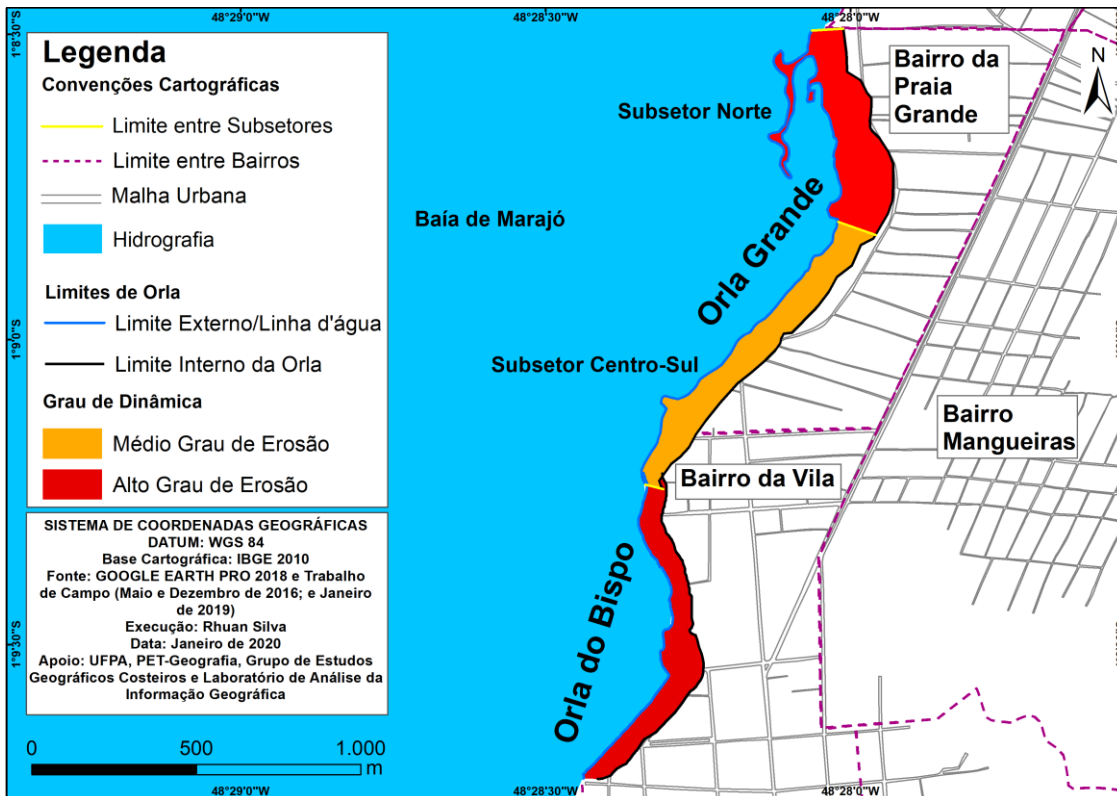 48°29'0"W
48°28'30"W
48°28'0"W
1°8'30"S
1°9'0"S
1°9'30"S
Legenda
Convenções Cartográficas
Limite entre Subsetores
Limite entre Bairros
Malha Urbana
Hidrografia
Limites de Orla
Limite Externo/Linha d'água
Limite Interno da Orla
Grau de Dinâmica
Médio Grau de Erosão
Alto Grau de Erosão
SISTEMA DE COORDENADAS GEOGRÁFICAS
DATUM: WGS 84
Base Cartográfica: IBGE 2010
Fonte: GOOGLE EARTH PRO 2018 e Trabalho
de Campo (Maio e Dezembro de 2016; e Janeiro
de 2019)
Execução: Rhuan Silva
Data: Janeiro de 2020
Apoio: UFPA, PET-Geografia, Grupo de Estudos
Geográficos Costeiros e Laboratório de Análise da
Informação Geográfica
0 500 1.000
m
Subsetor Norte
Baía de Marajó
Orla Grande
Subsetor Centro-Sul
Orla do Bispo
Bairro da
Praia
Grande
N
Bairro
Mangueiras
Bairro da Vila
48°29'0"W
48°28'30"W
48°28'0"W